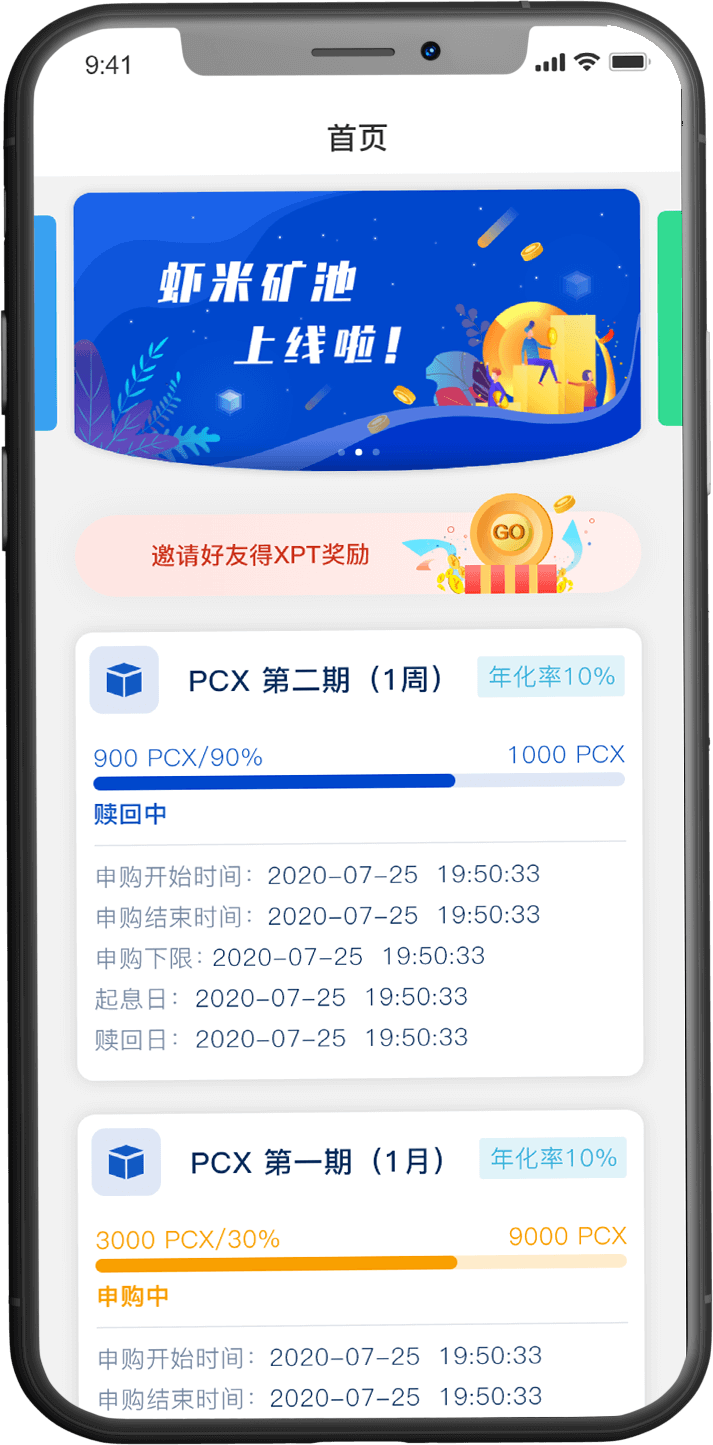 9:41
首页
虾米矿池
上线啦!
邀请好友得XPT奖励
GO
PCX 第二期（1周）
年化率10%
900 PCX/90%
1000 PCX
赎回中
申购开始时间：2020-07-25 19:50:33
申购结束时间：2020-07-25 19:50:33
申购下限：2020-07-25 19:50:33
起息日：2020-07-25 19:50:33
赎回日：2020-07-25 19:50:33
PCX 第一期（1月）
年化率10%
3000 PCX/30%
9000 PCX
申购中
申购开始时间：2020-07-25 19:50:33
申购结束时间：2020-07-25 19:50:33